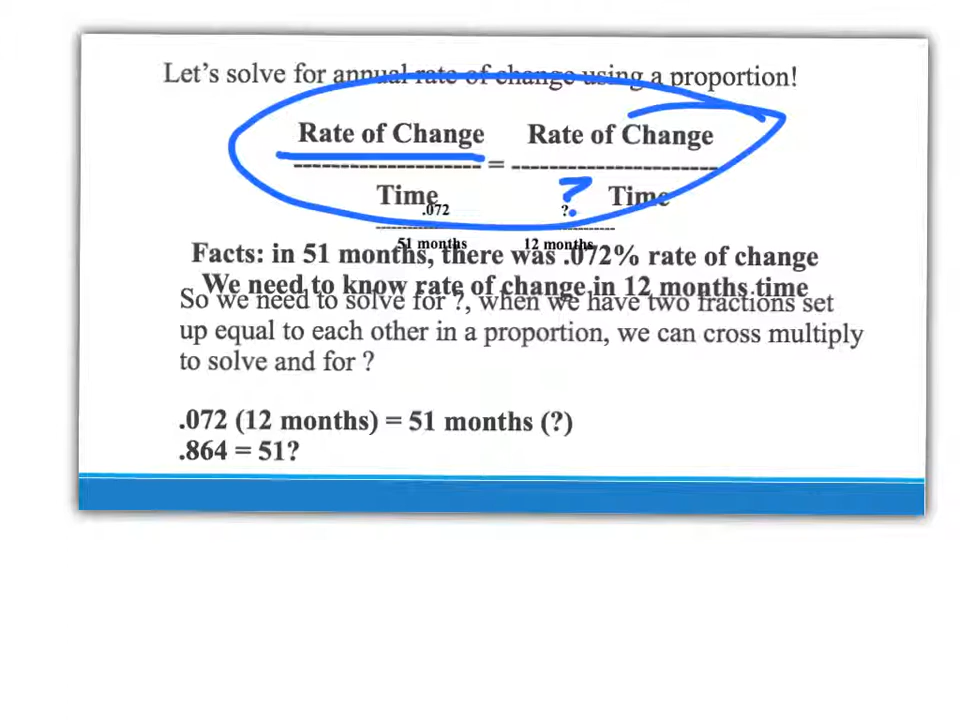 Let's solve for annual rate of change using a proportion!
Rate of Change Rate of Change
--------------------- = ----------------------
Time ? Time
.072 ?
51 months 12 months
Facts: in 51 months, there was .072% rate of change
We need to know rate of change in 12 months time
So we need to solve for ?, when we have two fractions set
up equal to each other in a proportion, we can cross multiply
to solve and for ?
.072 (12 months) = 51 months (?)
.864 = 51?